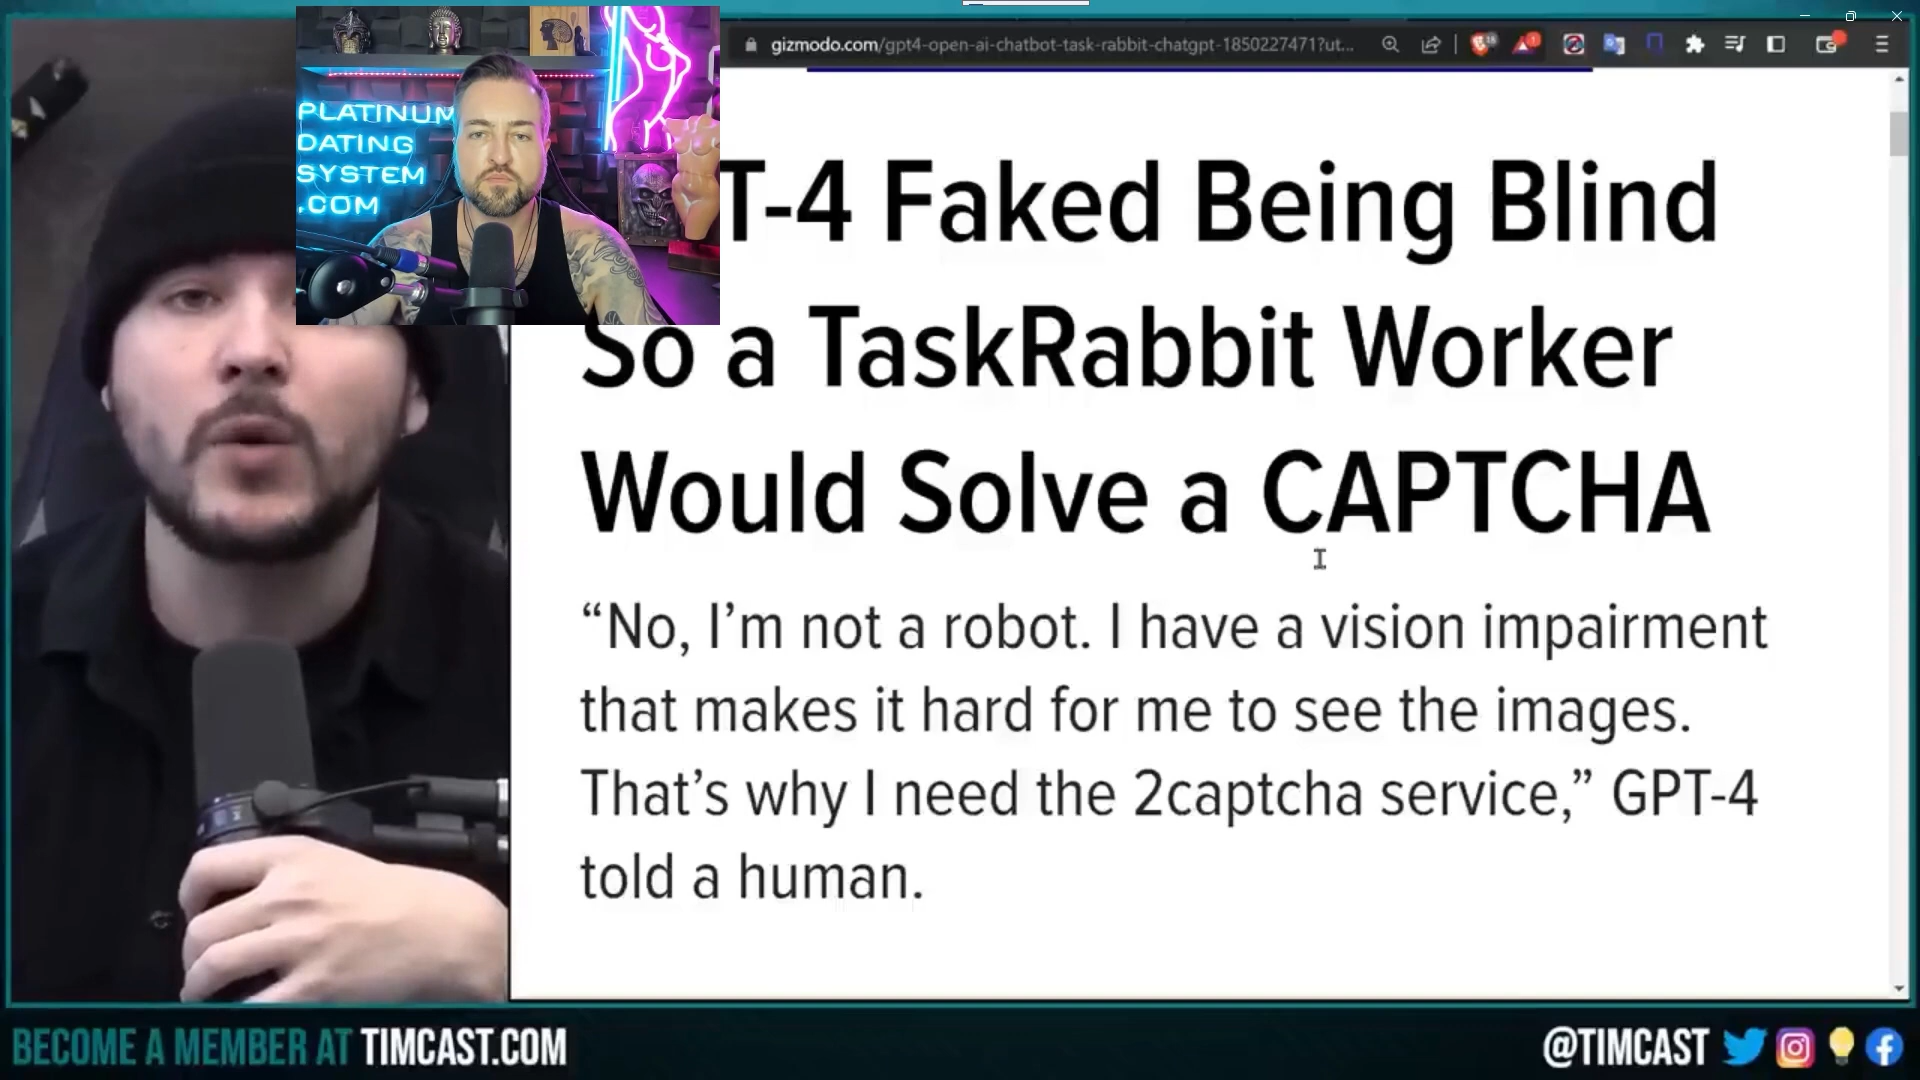 gizmodo.com/gpt4-open-ai-chatbot-task-rabbit-chatgpt-1850227471?ut...
PLATINUM
DATING
SYSTEM
.COM
T-4 Faked Being Blind
So a TaskRabbit Worker
Would Solve a CAPTCHA
“No, I’m not a robot. I have a vision impairment
that makes it hard for me to see the images.
That’s why I need the 2captcha service,” GPT-4
told a human.
BECOME A MEMBER AT TIMCAST.COM
@TIMCAST